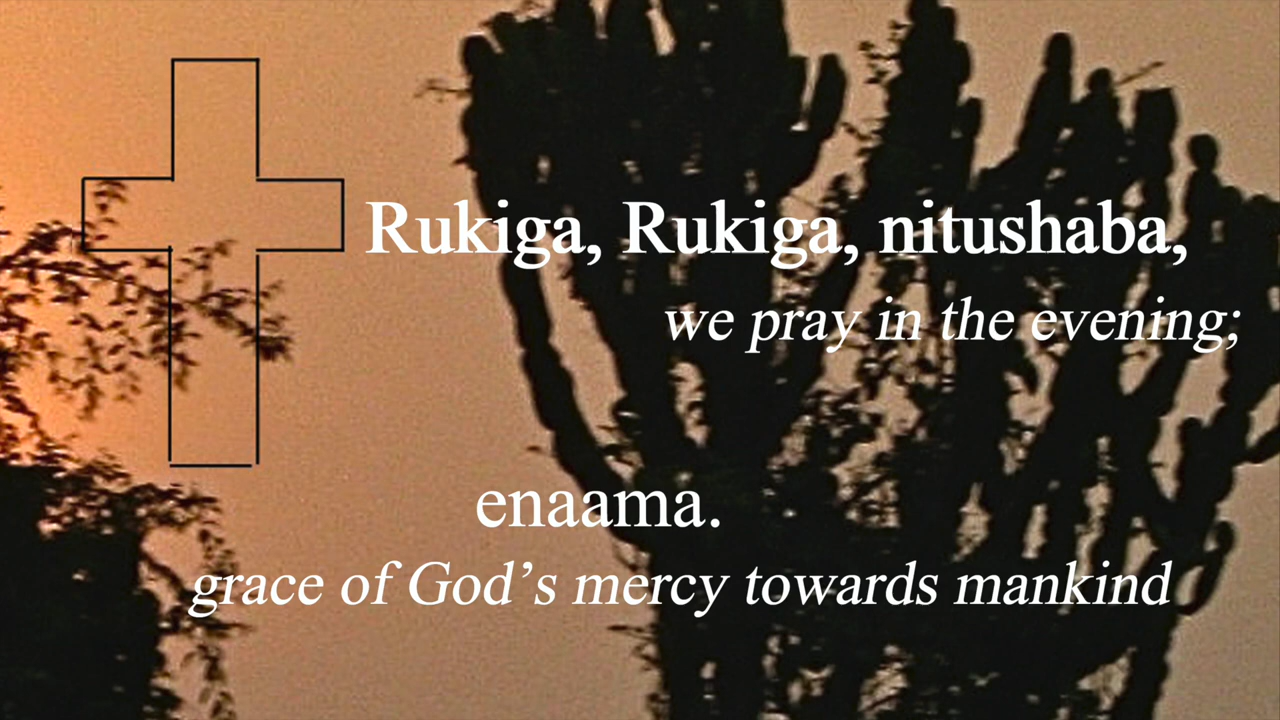 Rukiga, Rukiga, nitushaba,
we pray in the evening;
enaama.
grace of God’s mercy towards mankind